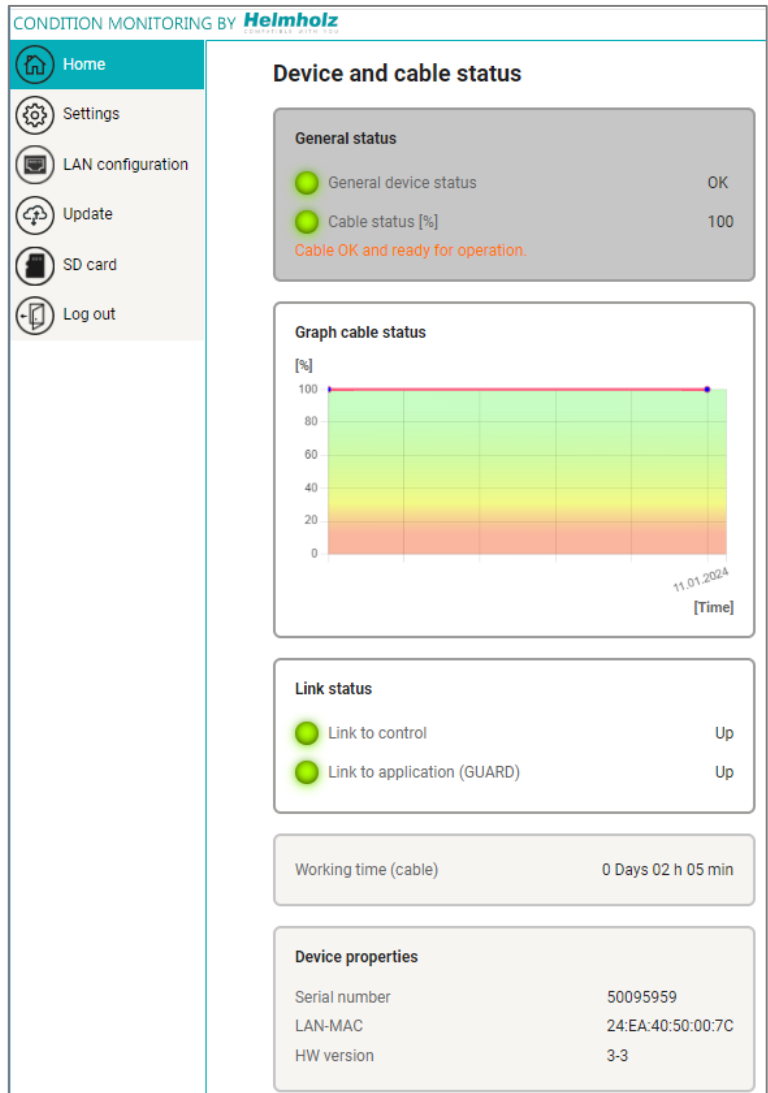 CONDITION MONITORING BY Helmholz
COMPATIBLE WITH YOU
Home
Settings
LAN configuration
Update
SD card
Log out
Device and cable status
General status
General device status OK
Cable status [%] 100
Cable OK and ready for operation.
Graph cable status
[%]
100
80
60
40
20
0
11.01.2024
[Time]
Link status
Link to control Up
Link to application (GUARD) Up
Working time (cable) 0 Days 02 h 05 min
Device properties
Serial number 50095959
LAN-MAC 24:EA:40:50:00:7C
HW version 3-3